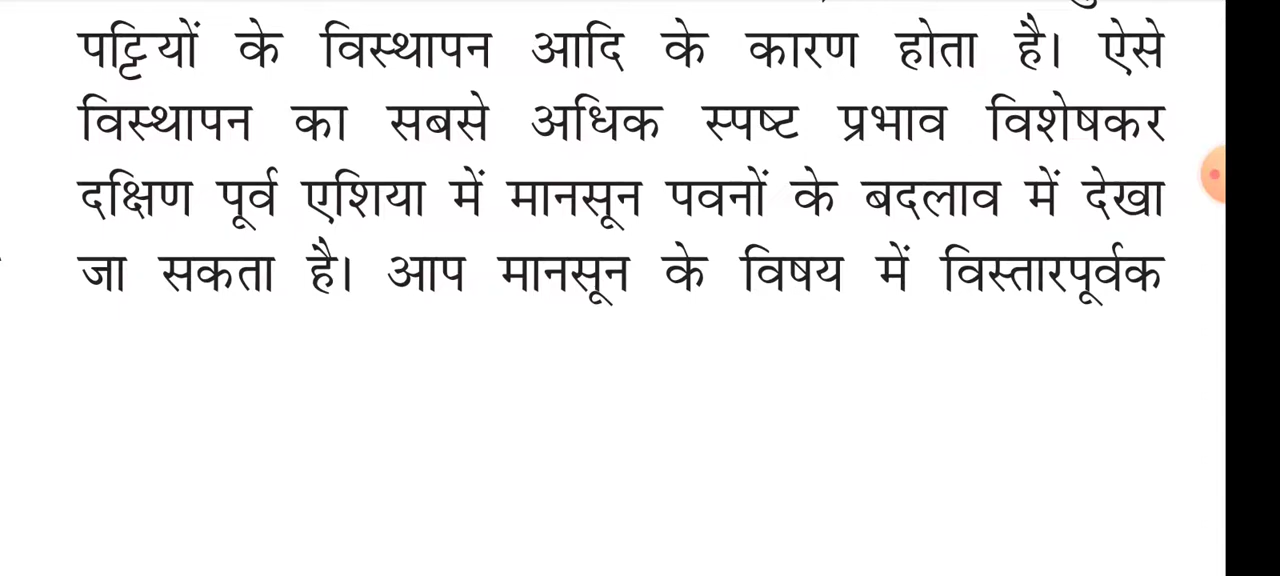 पट्टियों के विस्थापन आदि के कारण होता है। ऐसे
विस्थापन का सबसे अधिक स्पष्ट प्रभाव विशेषकर
दक्षिण पूर्व एशिया में मानसून पवनों के बदलाव में देखा
जा सकता है। आप मानसून के विषय में विस्तारपूर्वक